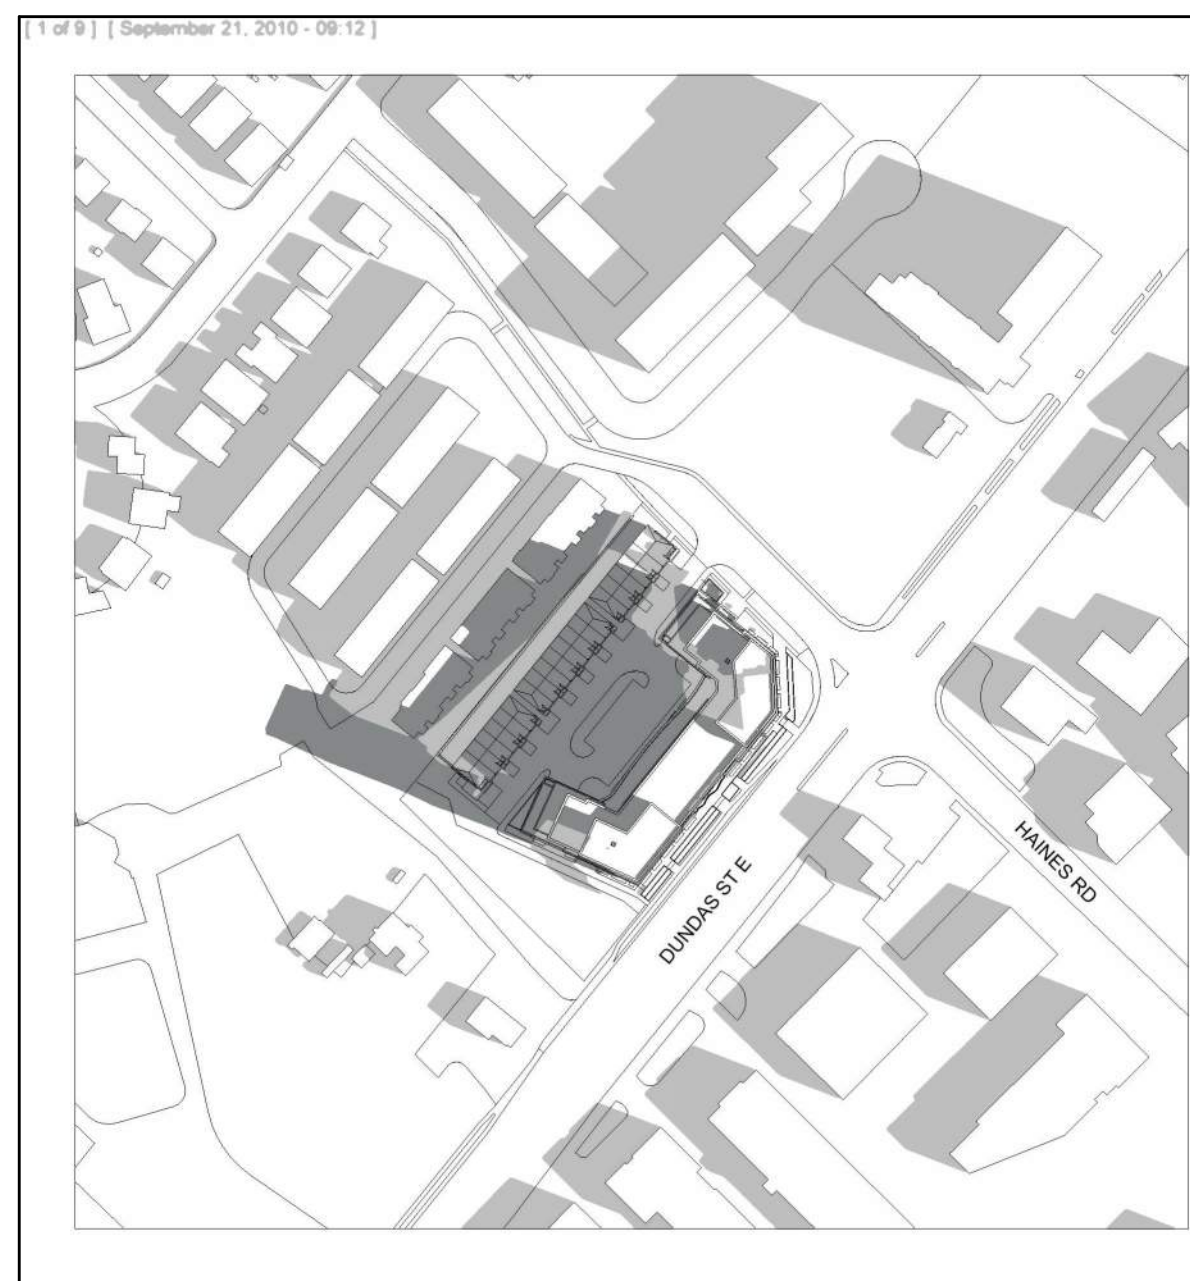 [ 1 of 9 ] [ September 21, 2010 - 09:12 ]
HAINES RD
DUNDAS ST E